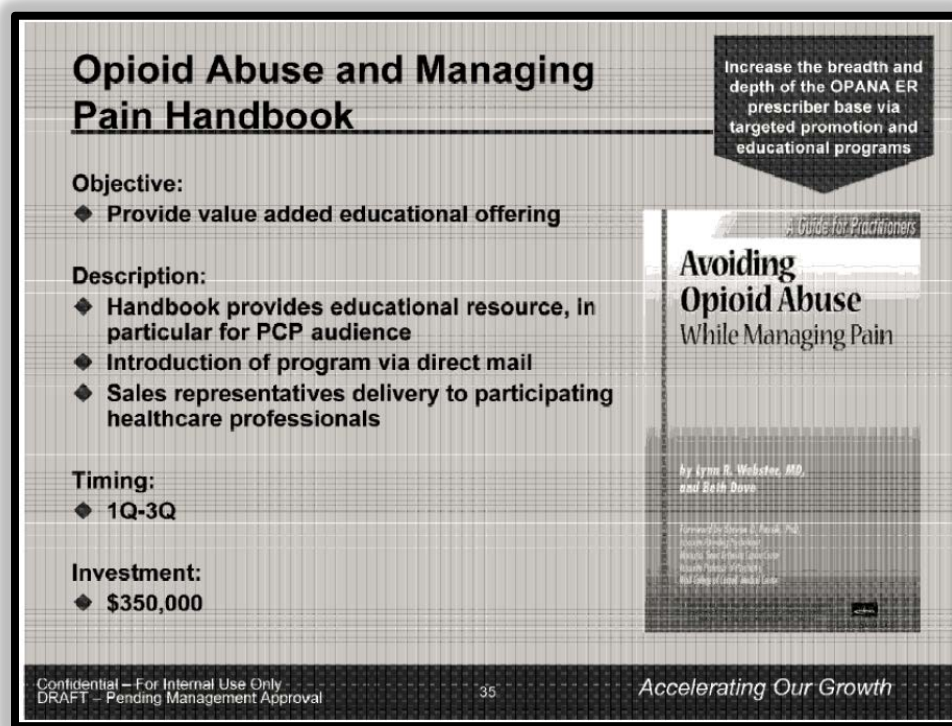 Opioid Abuse and Managing
Pain Handbook
Increase the breadth and
depth of the OPANA ER
prescriber base via
targeted promotion and
educational programs
Objective:
Provide value added educational offering
Description:
Handbook provides educational resource, in
particular for PCP audience
Introduction of program via direct mail
Sales representatives delivery to participating
healthcare professionals
Timing:
1Q-3Q
Investment:
$350,000
A Guide for Practitioners
Avoiding
Opioid Abuse
While Managing Pain
by Lynn R. Webster, MD,
and Beth Dove
Confidential – For Internal Use Only
DRAFT – Pending Management Approval
35
Accelerating Our Growth